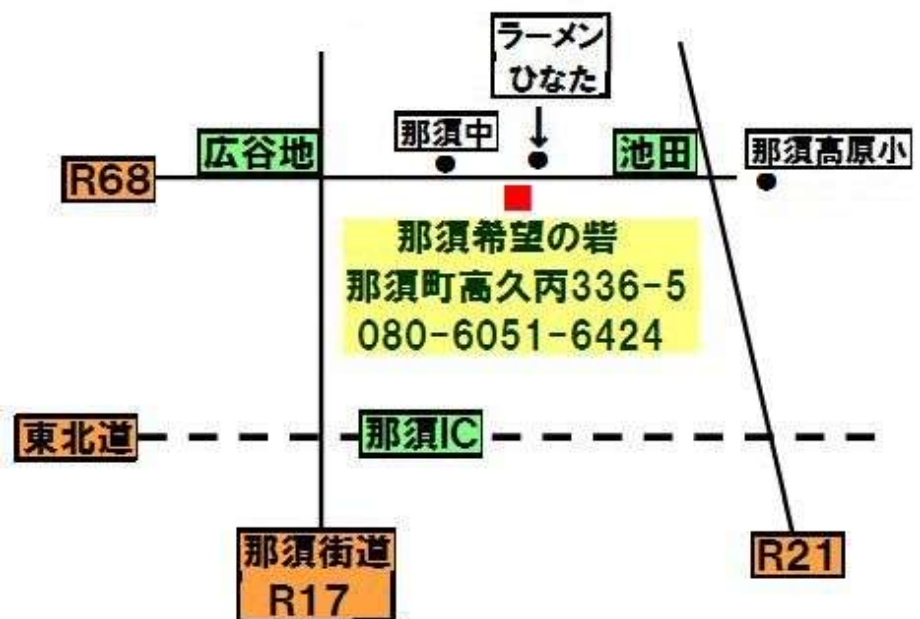 ラーメン
ひなた
那須中
広谷地
池田
那須高原小
R68
那須希望の砦
那須町高久丙336-5
080-6051-6424
東北道
那須IC
那須街道
R17
R21